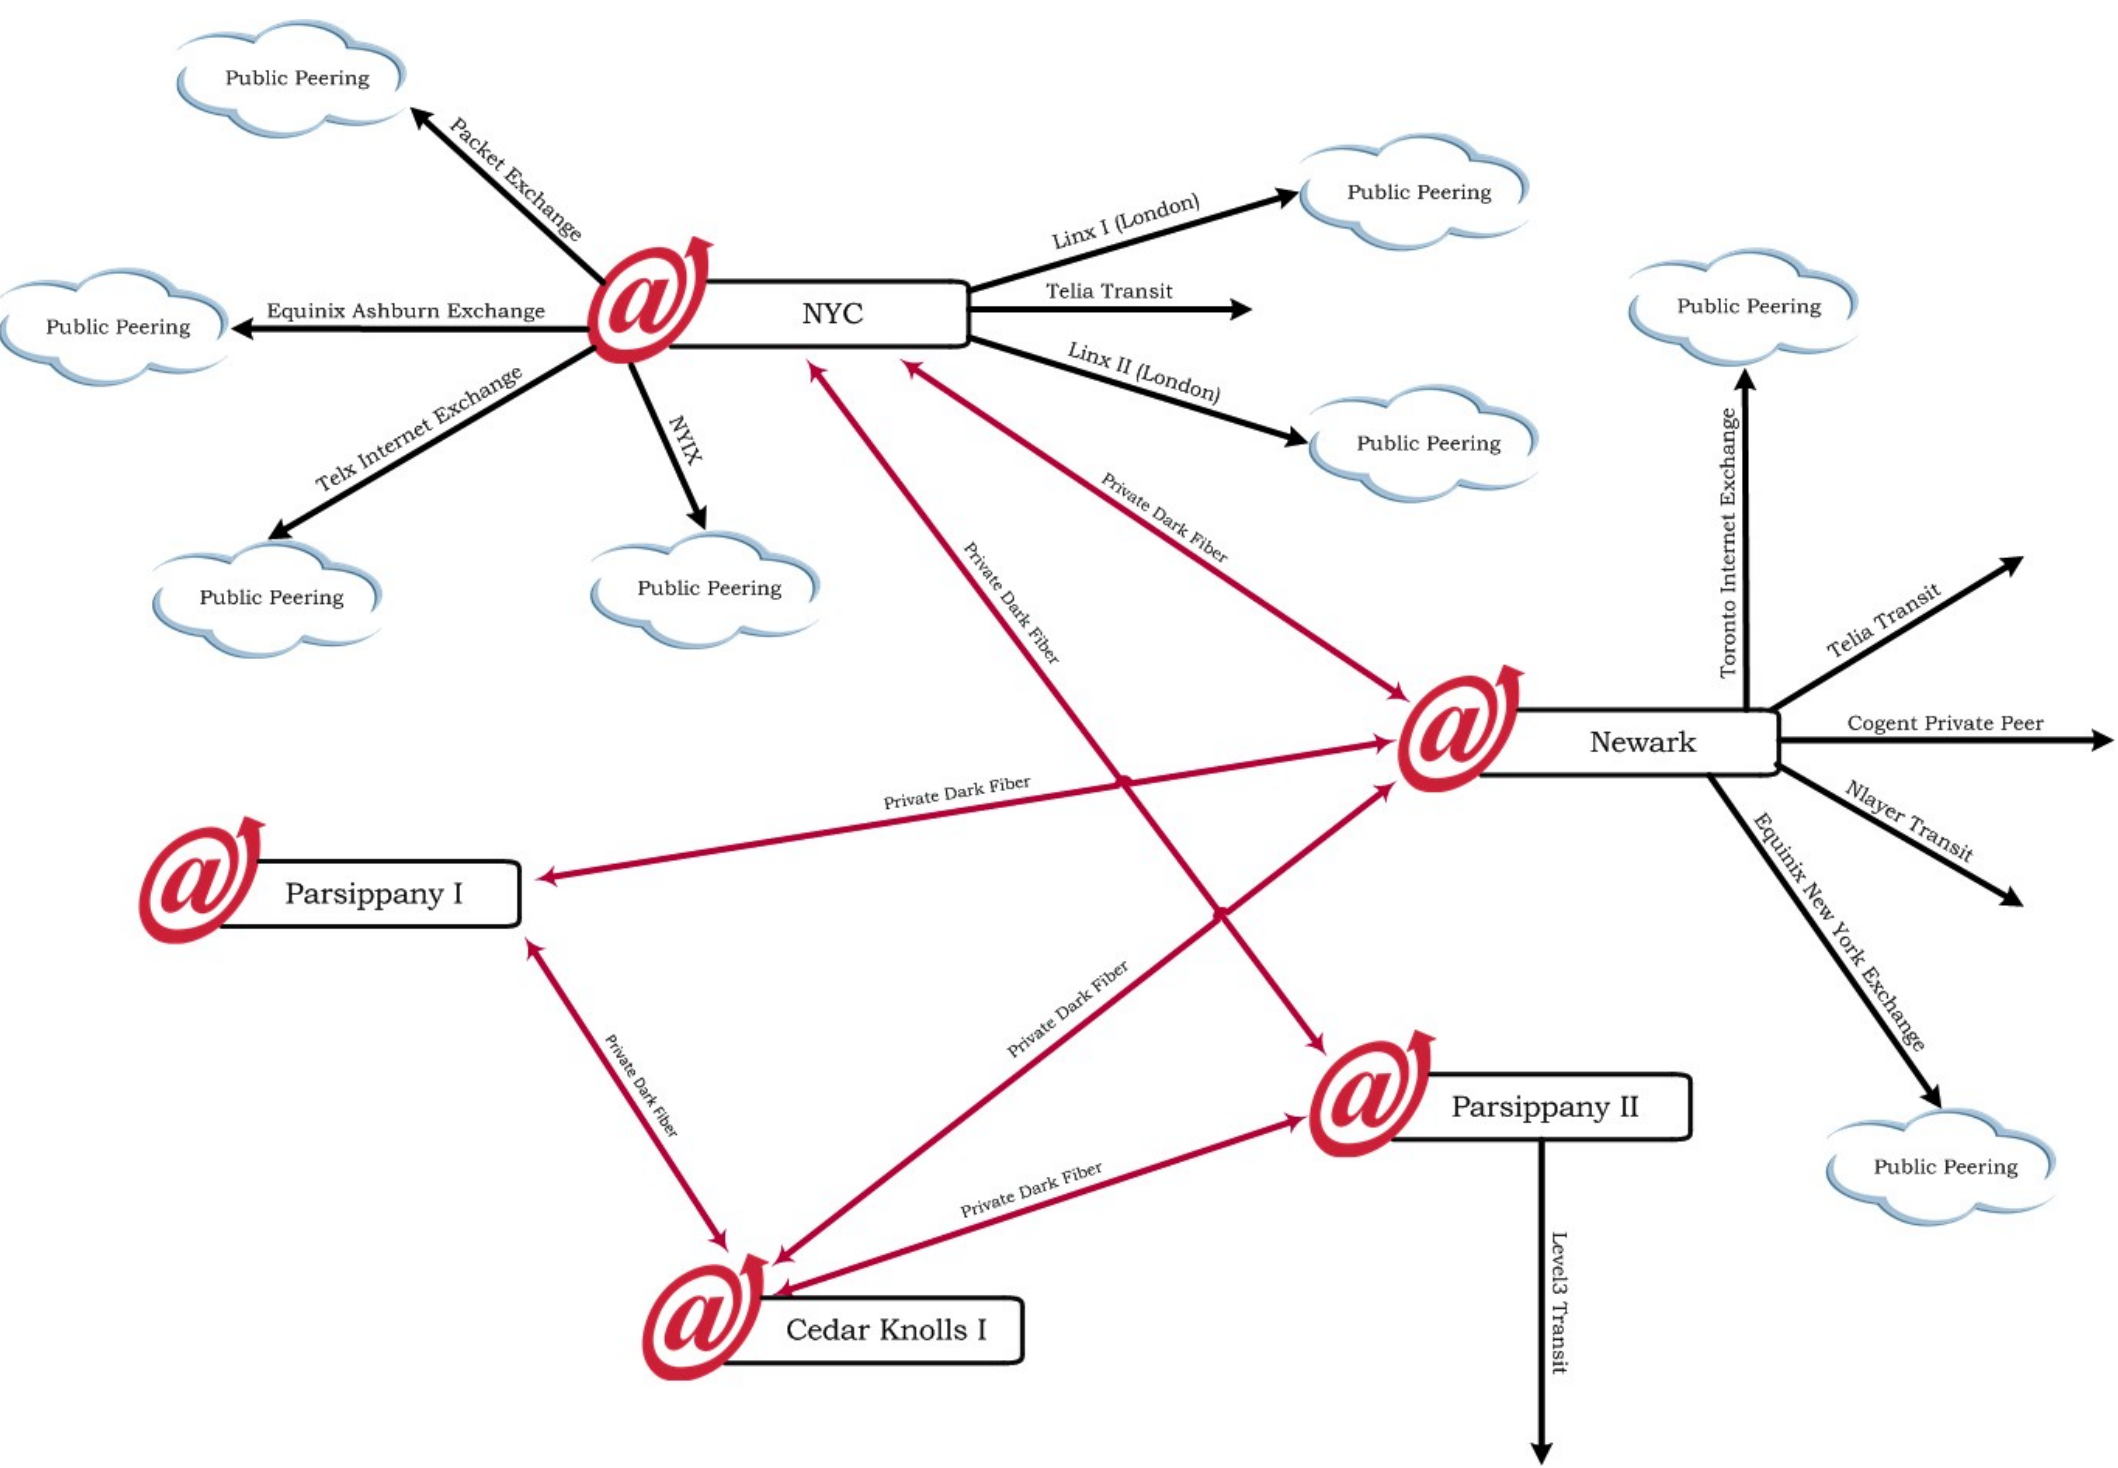 Public Peering
Packet Exchange
Public Peering
Linx I (London)
Public Peering
Equinix Ashburn Exchange
@
NYC
Telia Transit
Public Peering
Linx II (London)
Public Peering
Telx Internet Exchange
NYIX
Public Peering
Public Peering
Private Dark Fiber
Private Dark Fiber
Toronto Internet Exchange
Telia Transit
@
Newark
Cogent Private Peer
Nlayer Transit
Equinix New York Exchange
Private Dark Fiber
@
Parsippany I
Private Dark Fiber
Private Dark Fiber
@
Parsippany II
Public Peering
Private Dark Fiber
Level3 Transit
@
Cedar Knolls I